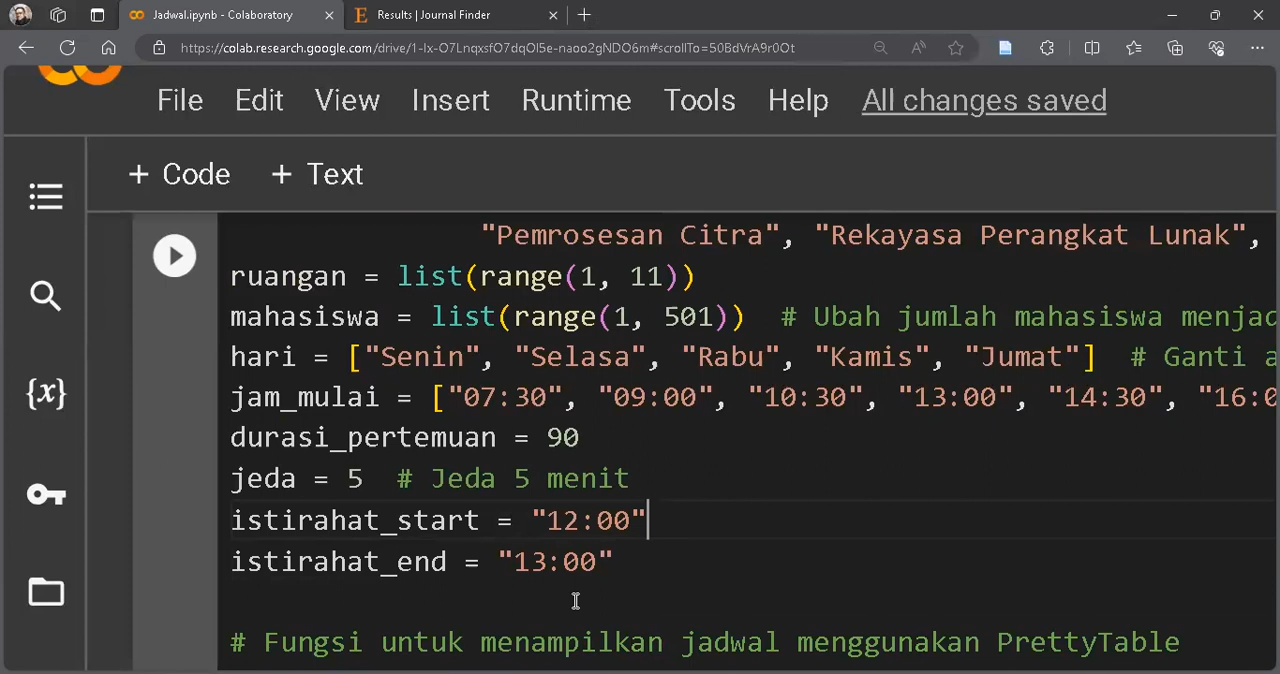 Jadwal.ipynb - Colaboratory
Results | Journal Finder
https://colab.research.google.com/drive/1-Ix-O7LnqxsfO7dqOl5e-naoo2gNDO6m#scrollTo=50BdVrA9r0Ot
File Edit View Insert Runtime Tools Help All changes saved
+ Code + Text
"Pemrosesan Citra", "Rekayasa Perangkat Lunak",
ruangan = list(range(1, 11))
mahasiswa = list(range(1, 501)) # Ubah jumlah mahasiswa menjad
hari = ["Senin", "Selasa", "Rabu", "Kamis", "Jumat"] # Ganti a
jam_mulai = ["07:30", "09:00", "10:30", "13:00", "14:30", "16:0
durasi_pertemuan = 90
jeda = 5 # Jeda 5 menit
istirahat_start = "12:00"
istirahat_end = "13:00"
# Fungsi untuk menampilkan jadwal menggunakan PrettyTable